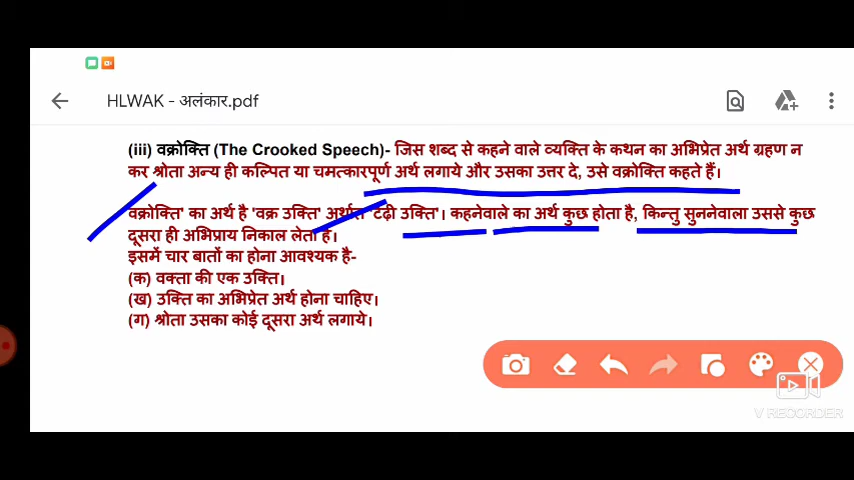 HLWAK - अलंकार.pdf
(iii) वक्रोक्ति (The Crooked Speech)- जिस शब्द से कहने वाले व्यक्ति के कथन का अभिप्रेत अर्थ ग्रहण न
कर श्रोता अन्य ही कल्पित या चमत्कारपूर्ण अर्थ लगाये और उसका उत्तर दे, उसे वक्रोक्ति कहते हैं।
वक्रोक्ति' का अर्थ है 'वक्र उक्ति' अर्थात 'टेढ़ी उक्ति'। कहनेवाले का अर्थ कुछ होता है, किन्तु सुननेवाला उससे कुछ
दूसरा ही अभिप्राय निकाल लेता है।
इसमें चार बातों का होना आवश्यक है-
(क) वक्ता की एक उक्ति।
(ख) उक्ति का अभिप्रेत अर्थ होना चाहिए।
(ग) श्रोता उसका कोई दूसरा अर्थ लगाये।
V RECORDER